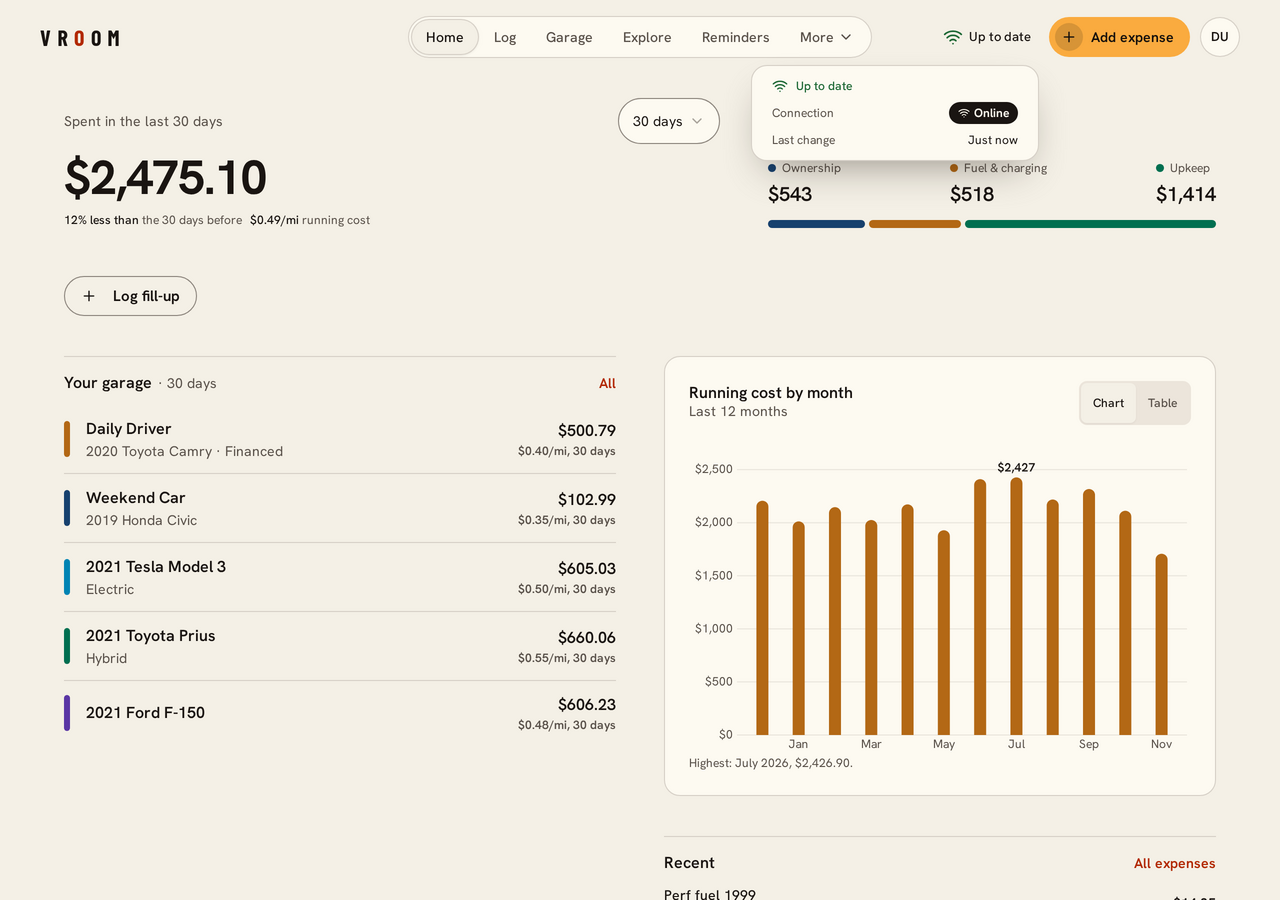 VROOM
Home
Log
Garage
Explore
Reminders
More
Up to date
Add expense
DU
Up to date
Connection
Online
Last change
Just now
Spent in the last 30 days
30 days
$2,475.10
12% less than the 30 days before $0.49/mi running cost
Ownership
$543
Fuel & charging
$518
Upkeep
$1,414
Log fill-up
Your garage · 30 days
All
Daily Driver
2020 Toyota Camry · Financed
$500.79
$0.40/mi, 30 days
Weekend Car
2019 Honda Civic
$102.99
$0.35/mi, 30 days
2021 Tesla Model 3
Electric
$605.03
$0.50/mi, 30 days
2021 Toyota Prius
Hybrid
$660.06
$0.55/mi, 30 days
2021 Ford F-150
$606.23
$0.48/mi, 30 days
Running cost by month
Last 12 months
Chart
Table
$2,427
$2,500
$2,000
$1,500
$1,000
$500
$0
Jan
Mar
May
Jul
Sep
Nov
Highest: July 2026, $2,426.90.
Recent
All expenses
Perf fuel 1999